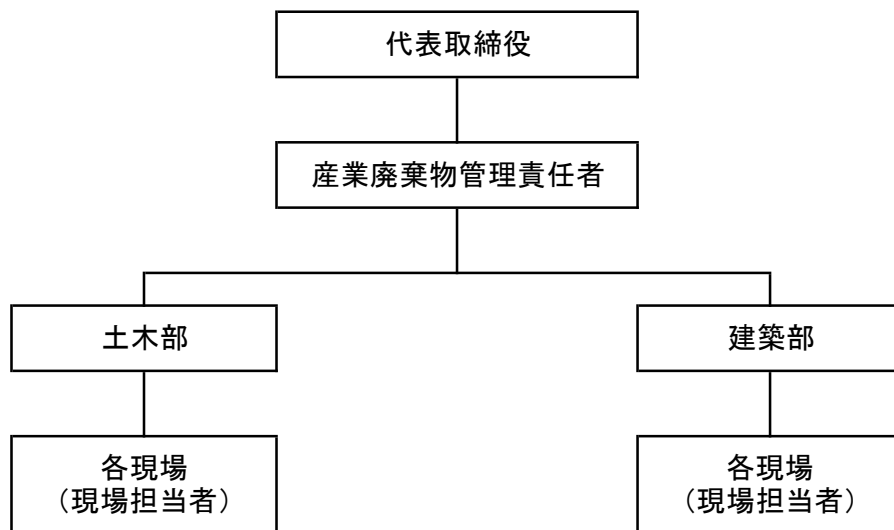 代表取締役
産業廃棄物管理責任者
土木部
建築部
各現場
（現場担当者）
各現場
（現場担当者）